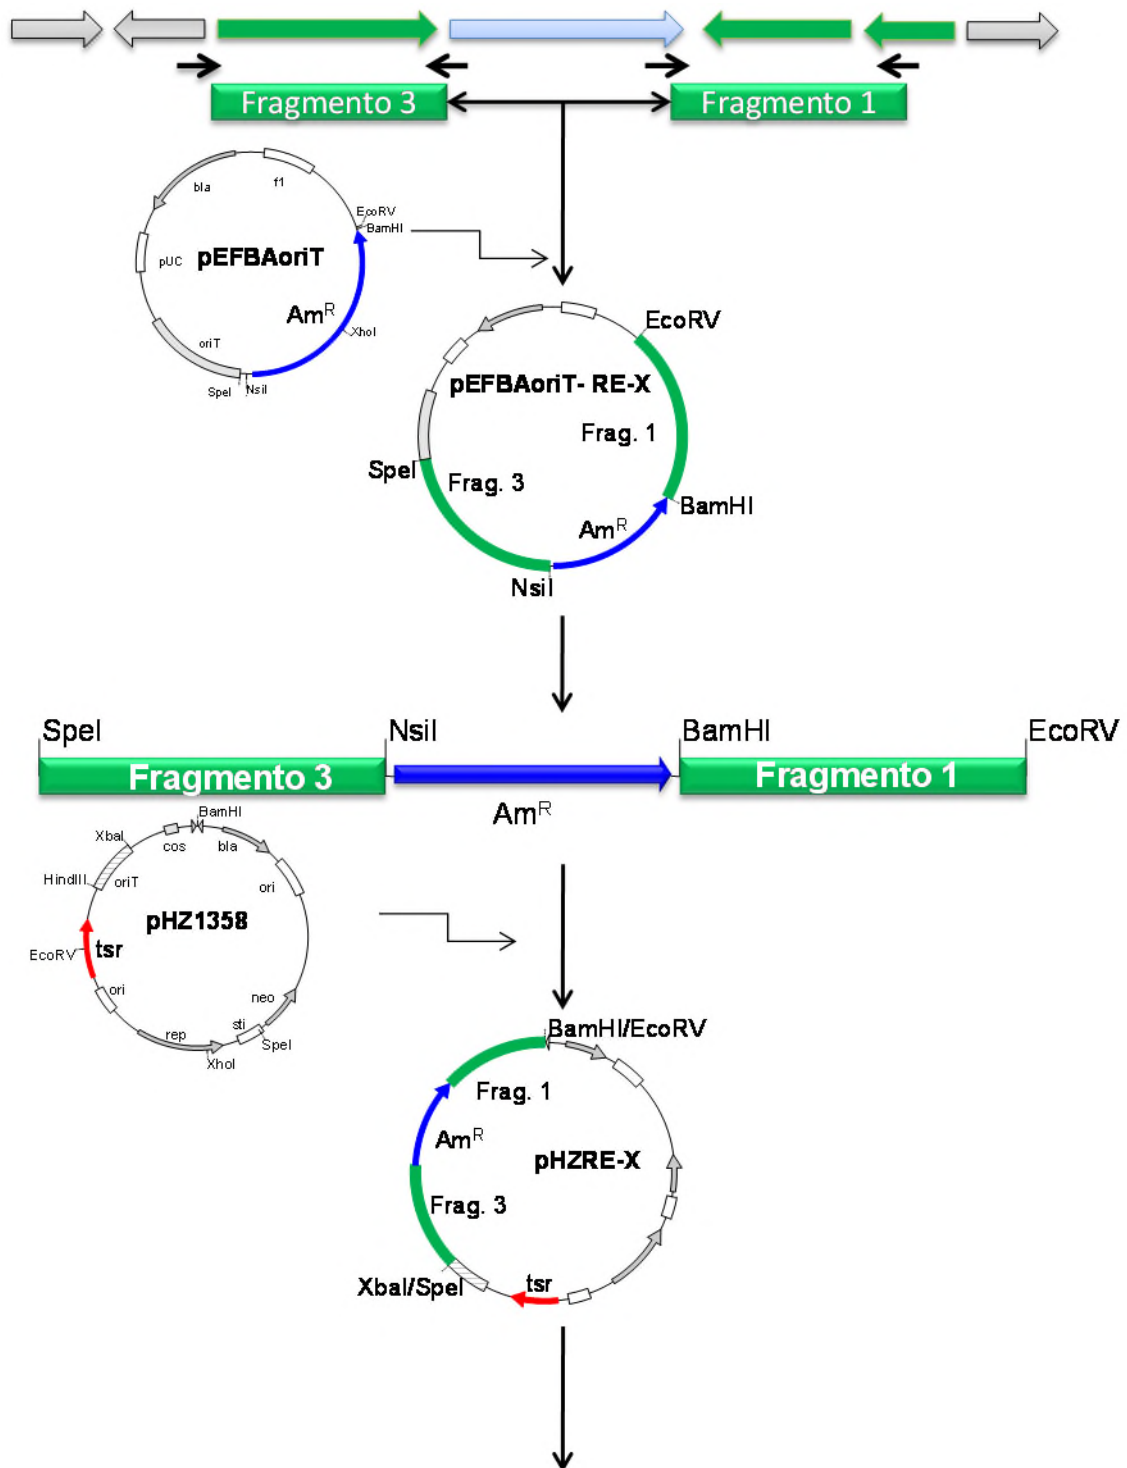 Fragmento 3
Fragmento 1
bla
f1
EcoRV
BamHI
pUC
pEFBAoriT
AmR
XhoI
oriT
SpeI
NsiI
EcoRV
pEFBAoriT- RE-X
Frag. 1
SpeI
Frag. 3
BamHI
AmR
NsiI
SpeI
NsiI
BamHI
EcoRV
Fragmento 3
Fragmento 1
AmR
BamHI
XbaI
cos
bla
HindIII
oriT
ori
pHZ1358
EcoRV
tsr
ori
neo
rep
sti
SpeI
XhoI
BamHI/EcoRV
Frag. 1
AmR
pHZRE-X
Frag. 3
XbaI/SpeI
tsr